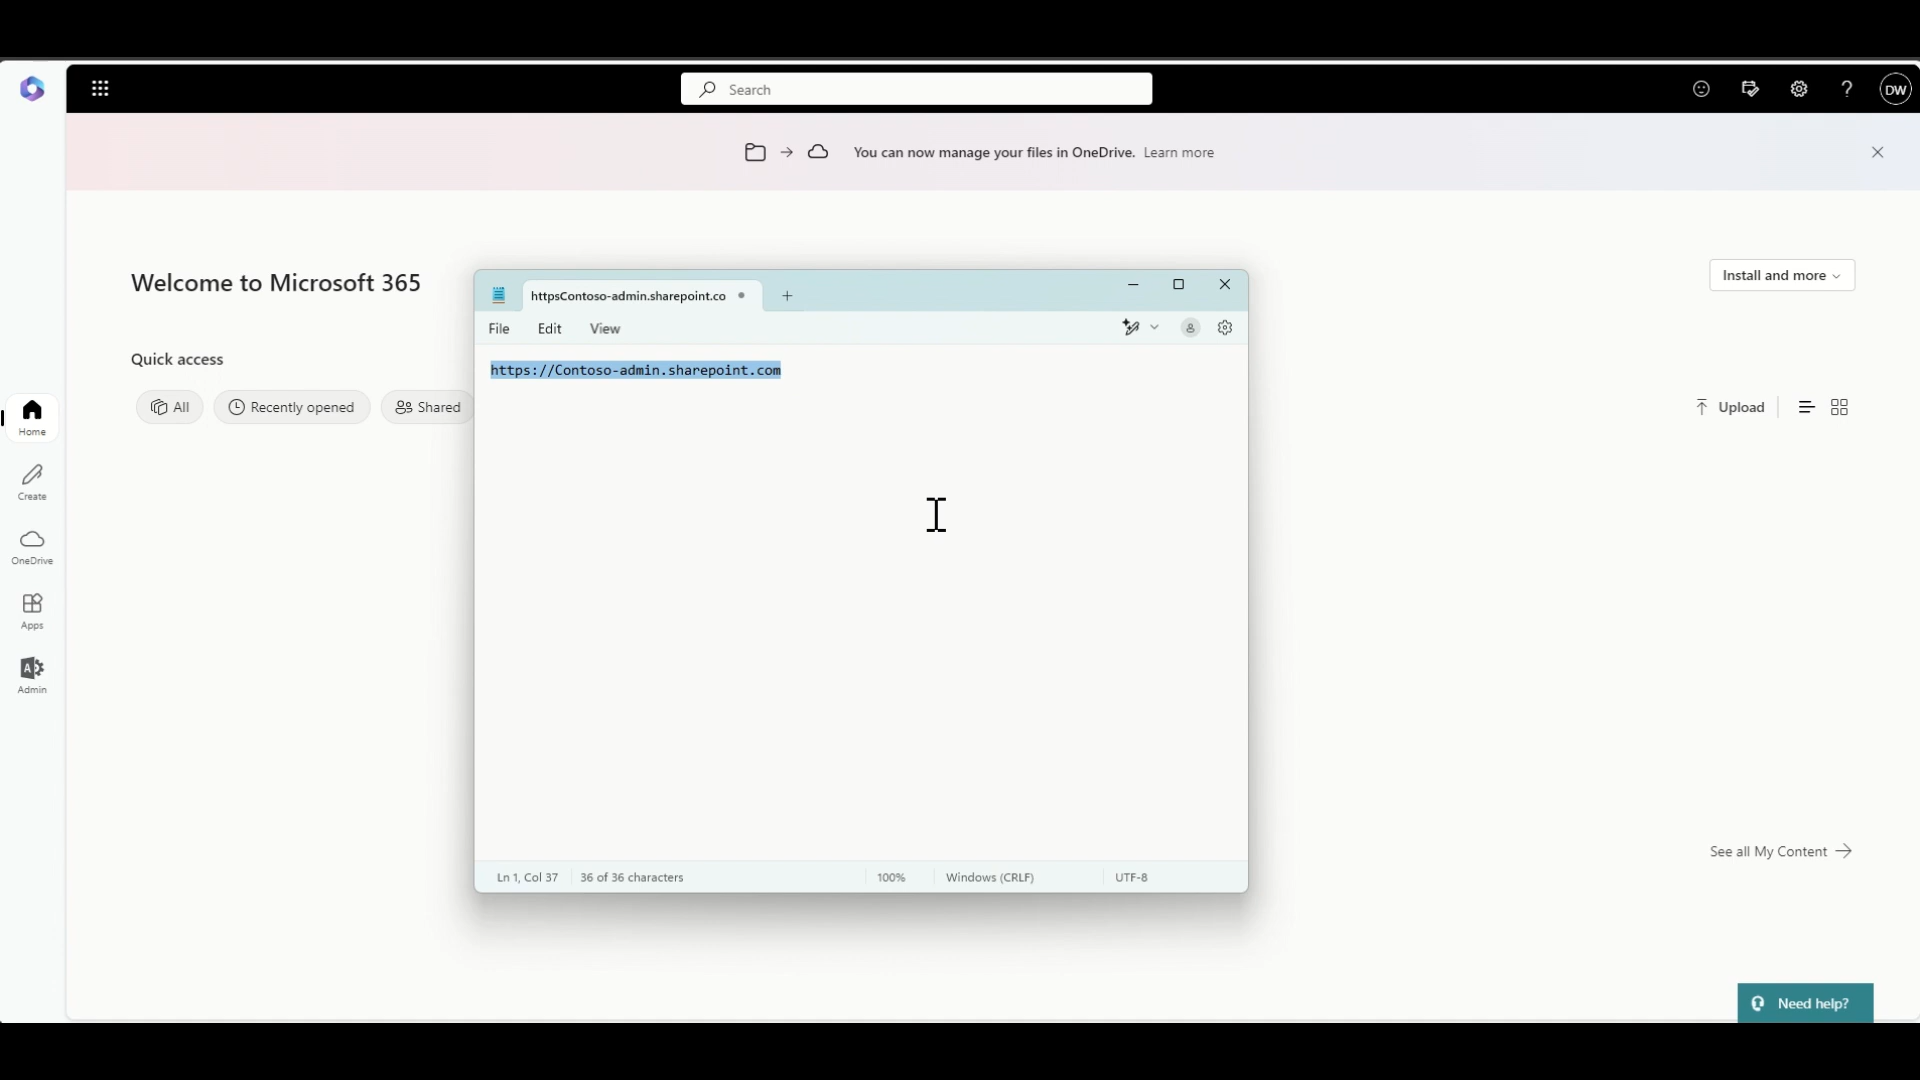 Search
DW
You can now manage your files in OneDrive. Learn more
Welcome to Microsoft 365
Install and more
httpsContoso-admin.sharepoint.co
File Edit View
https://Contoso-admin.sharepoint.com
Quick access
All Recently opened Shared
Upload
Home
Create
OneDrive
Apps
Admin
See all My Content
Ln 1, Col 37 36 of 36 characters 100% Windows (CRLF) UTF-8
Need help?